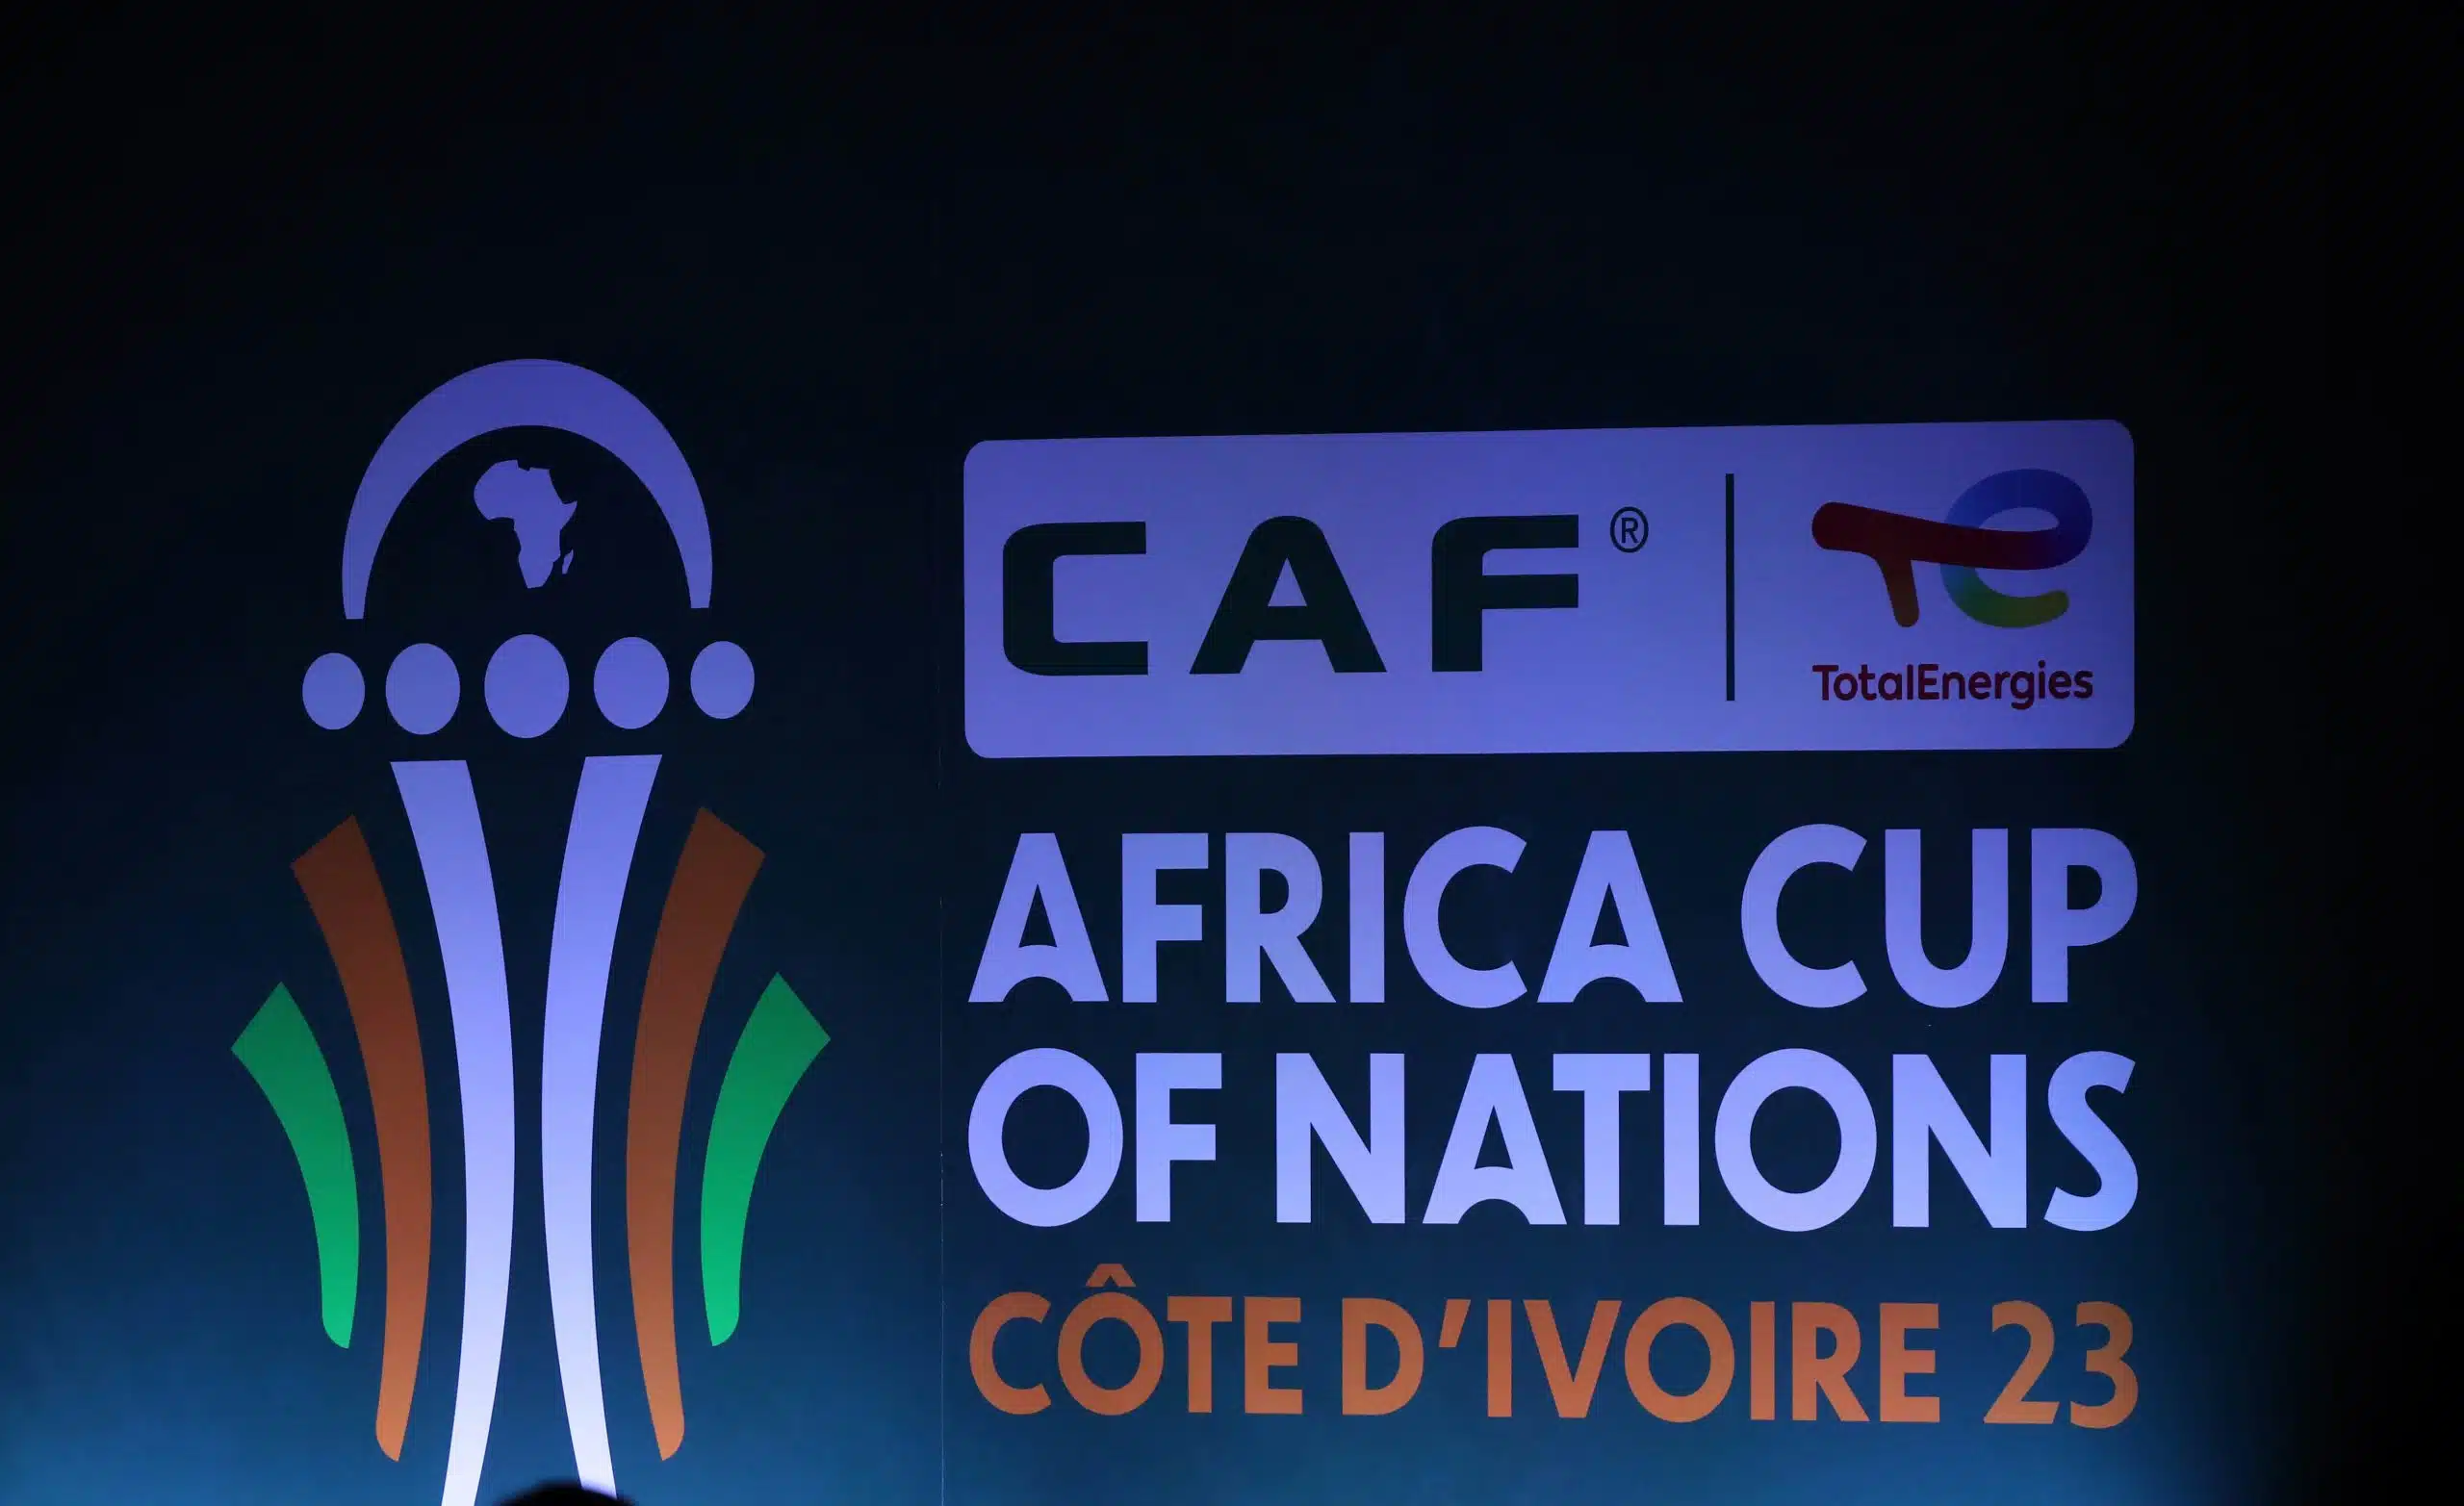 CAF®
TotalEnergies
AFRICA CUP
OF NATIONS
CÔTE D'IVOIRE 23